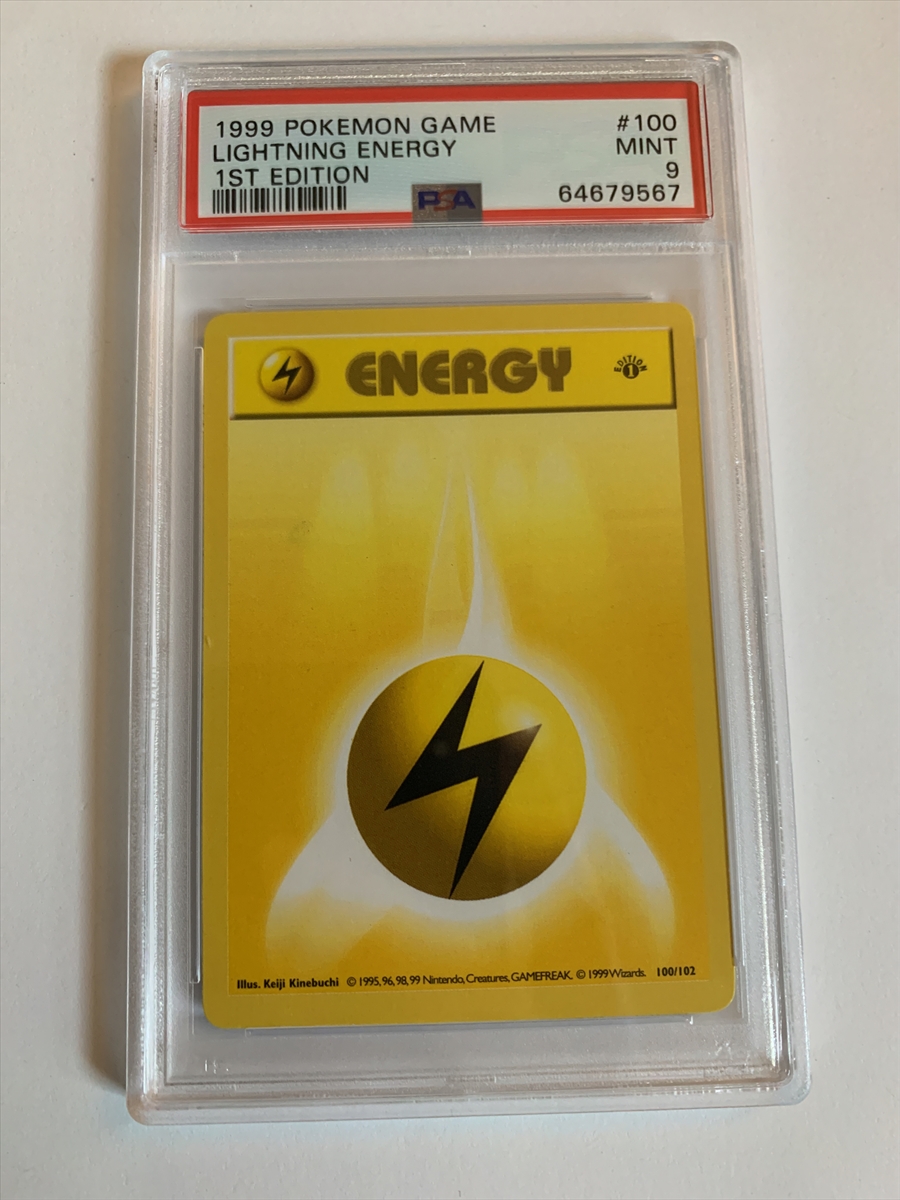 1999 POKEMON GAME #100
LIGHTNING ENERGY MINT
1ST EDITION 9
PSA 64679567
ENERGY EDITION 1
Illus. Keiji Kinebuchi © 1995, 96, 98, 99 Nintendo, Creatures, GAMEFREAK. © 1999 Wizards. 100/102